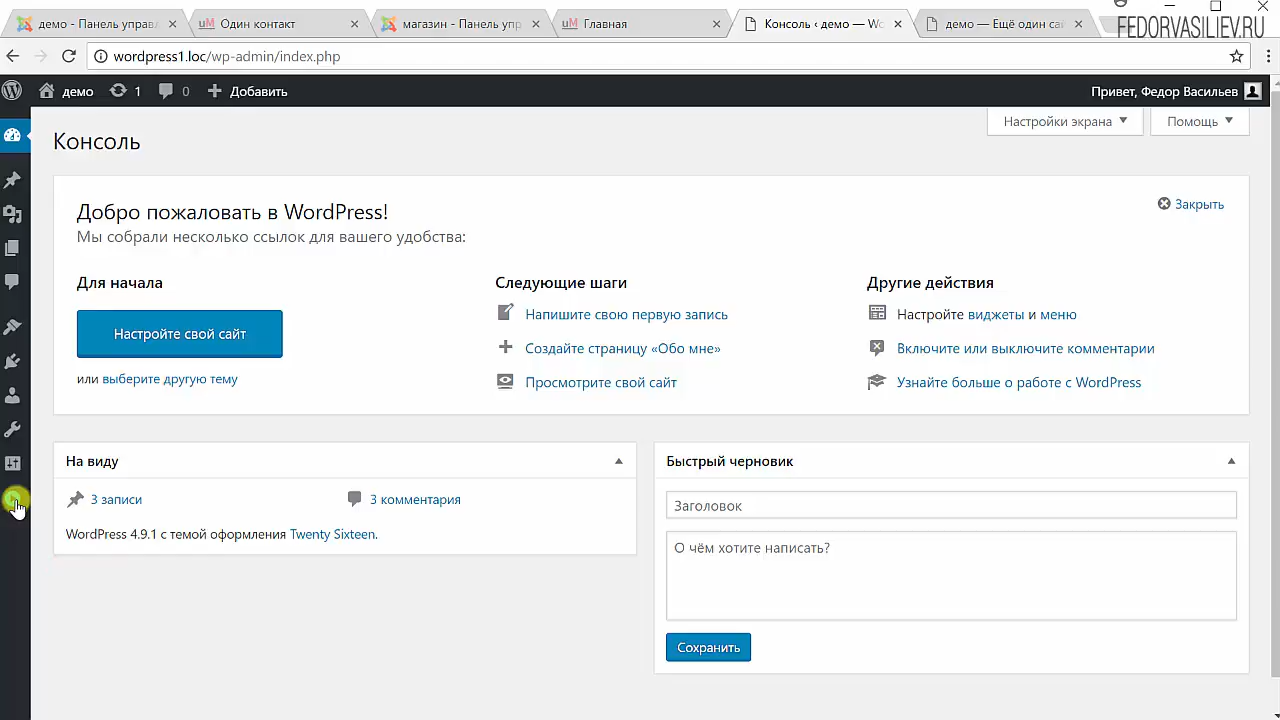 демо - Панель управл
Один контакт
магазин - Панель упр
Главная
Консоль ‹ демо — Wo
демо — Ещё один са
FEDORVASILIEV.RU
wordpress1.loc/wp-admin/index.php
демо 1 0 Добавить
Привет, Федор Васильев
Настройки экрана
Помощь
Консоль
Добро пожаловать в WordPress!
Закрыть
Мы собрали несколько ссылок для вашего удобства:
Для начала
Настройте свой сайт
или выберите другую тему
Следующие шаги
Напишите свою первую запись
Создайте страницу «Обо мне»
Просмотрите свой сайт
Другие действия
Настройте виджеты и меню
Включите или выключите комментарии
Узнайте больше о работе с WordPress
На виду
3 записи
3 комментария
WordPress 4.9.1 с темой оформления Twenty Sixteen.
Быстрый черновик
Заголовок
О чём хотите написать?
Сохранить